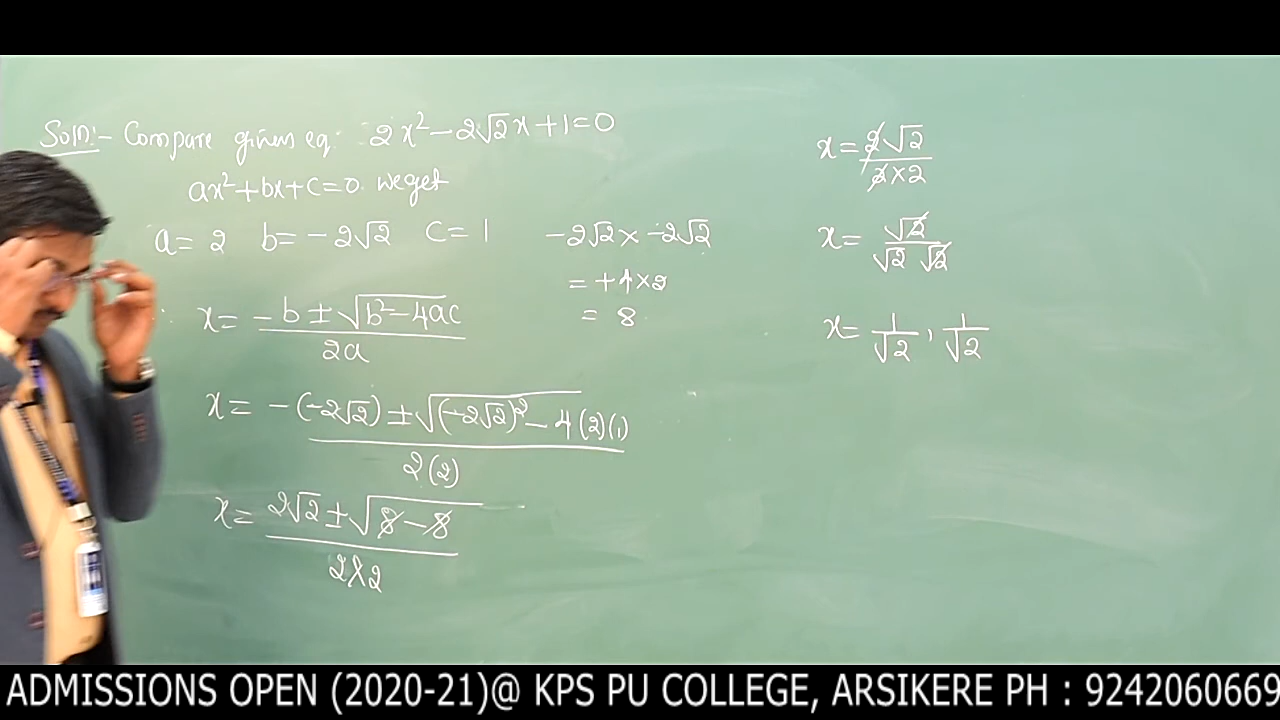 Soln:- Compare given eq: 2x²-2√2x+1=0
ax²+bx+c=0. we get
a= 2 b= -2√2 c= 1
x= -b ± √b²-4ac
2a
x= -(-2√2) ± √(-2√2)² - 4(2)(1)
2(2)
x= 2√2 ± √8-8
2×2
-2√2 × -2√2
= +4×2
= 8
x= 2√2
2×2
x= √2
√2 √2
x= 1/√2, 1/√2
ADMISSIONS OPEN (2020-21)@ KPS PU COLLEGE, ARSIKERE PH : 9242060669